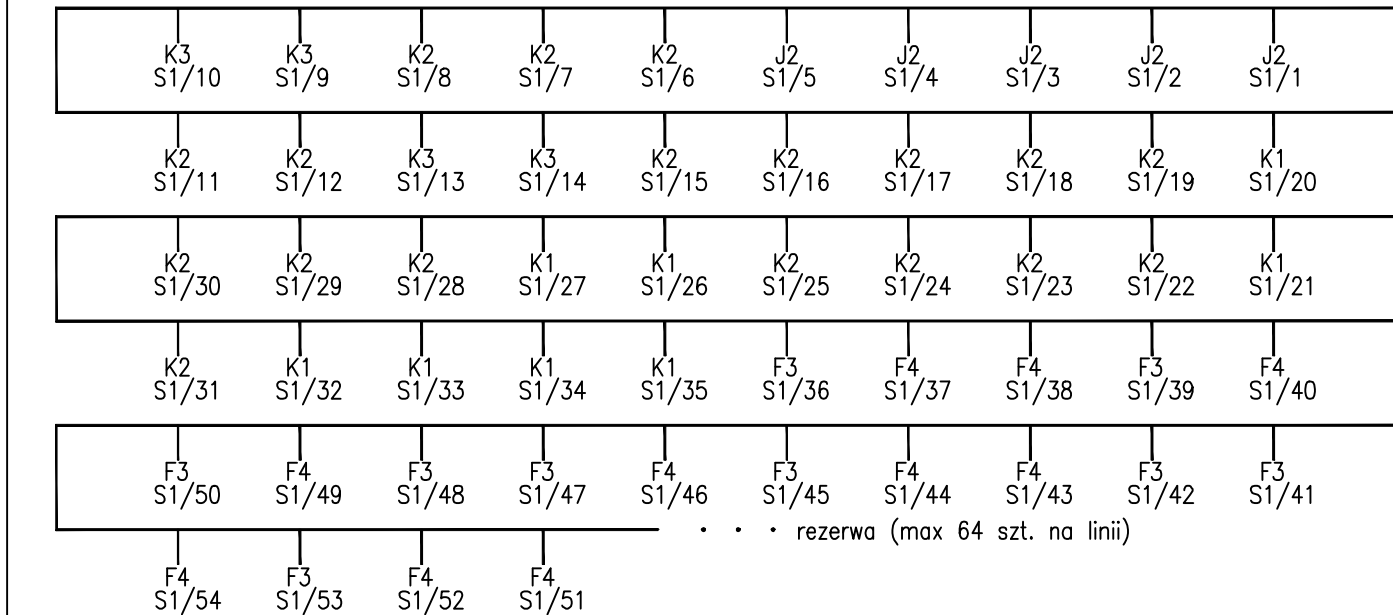 K3 K3 K2 K2 K2 J2 J2 J2 J2 J2
S1/10 S1/9 S1/8 S1/7 S1/6 S1/5 S1/4 S1/3 S1/2 S1/1
K2 K2 K3 K3 K2 K2 K2 K2 K2 K1
S1/11 S1/12 S1/13 S1/14 S1/15 S1/16 S1/17 S1/18 S1/19 S1/20
K2 K2 K2 K1 K1 K2 K2 K2 K2 K1
S1/30 S1/29 S1/28 S1/27 S1/26 S1/25 S1/24 S1/23 S1/22 S1/21
K2 K1 K1 K1 K1 F3 F4 F4 F3 F4
S1/31 S1/32 S1/33 S1/34 S1/35 S1/36 S1/37 S1/38 S1/39 S1/40
F3 F4 F3 F3 F4 F3 F4 F4 F3 F3
S1/50 S1/49 S1/48 S1/47 S1/46 S1/45 S1/44 S1/43 S1/42 S1/41
· · · rezerwa (max 64 szt. na linii)
F4 F3 F4 F4
S1/54 S1/53 S1/52 S1/51